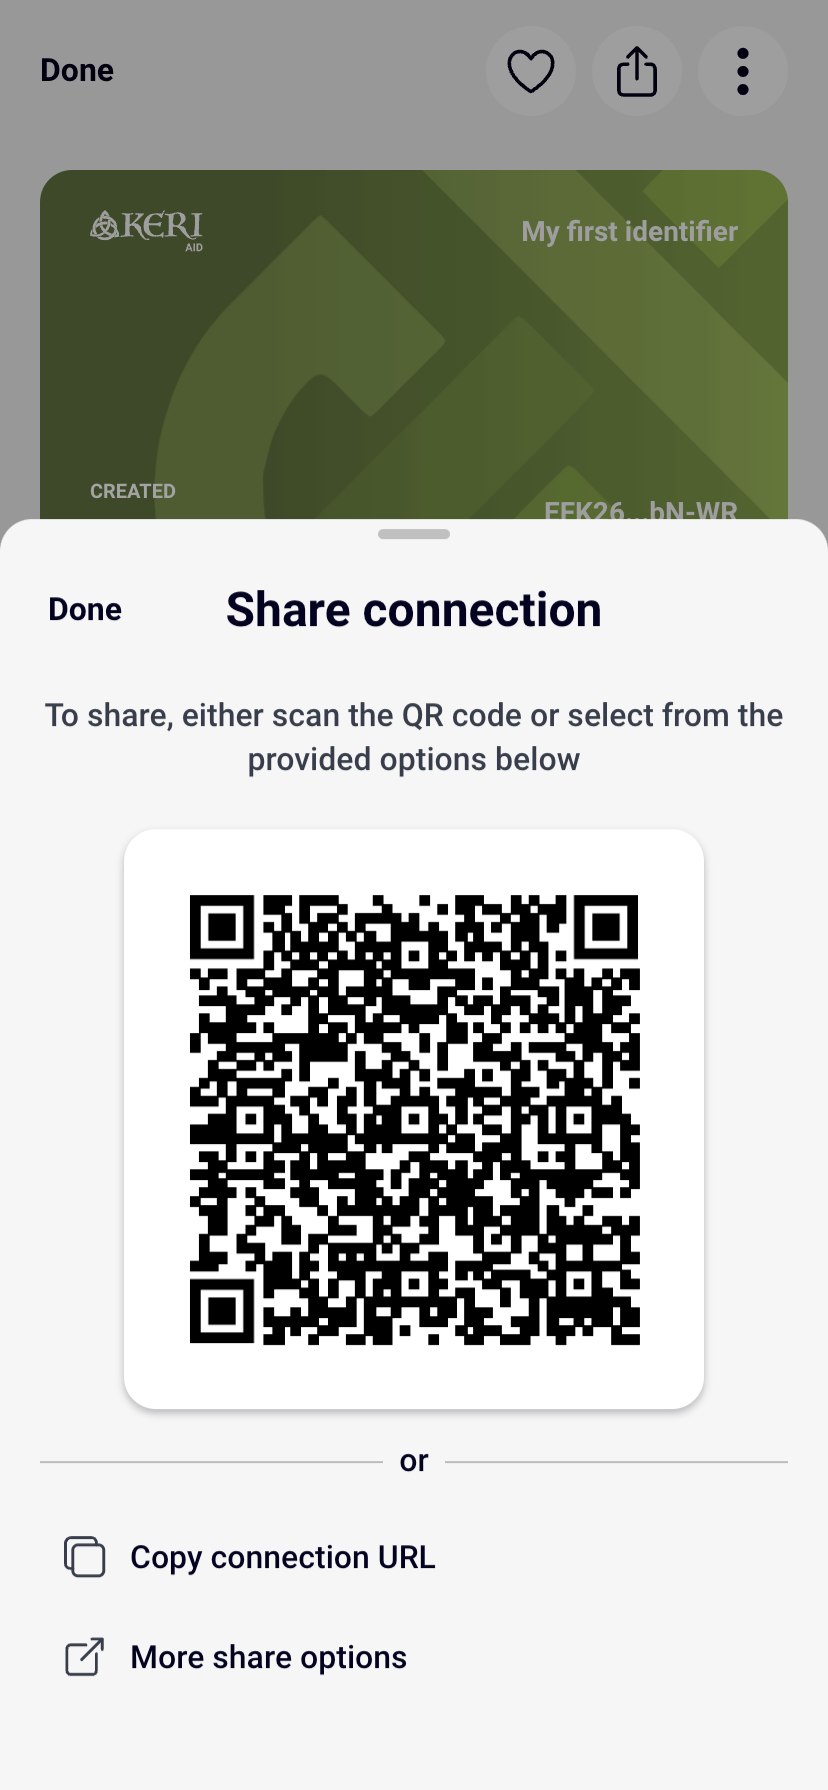 Done
KERI
AID
My first identifier
CREATED
EEK26...bN-WR
Done
Share connection
To share, either scan the QR code or select from the
provided options below
or
Copy connection URL
More share options